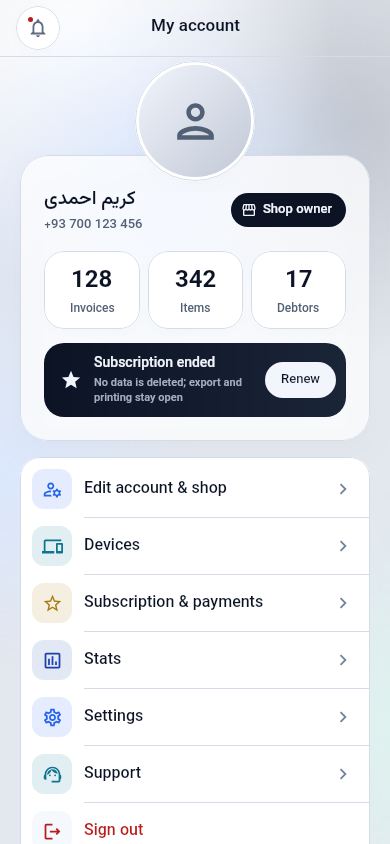 My account
کریم احمدی
+93 700 123 456
Shop owner
128
Invoices
342
Items
17
Debtors
Subscription ended
No data is deleted; export and
printing stay open
Renew
Edit account & shop
Devices
Subscription & payments
Stats
Settings
Support
Sign out